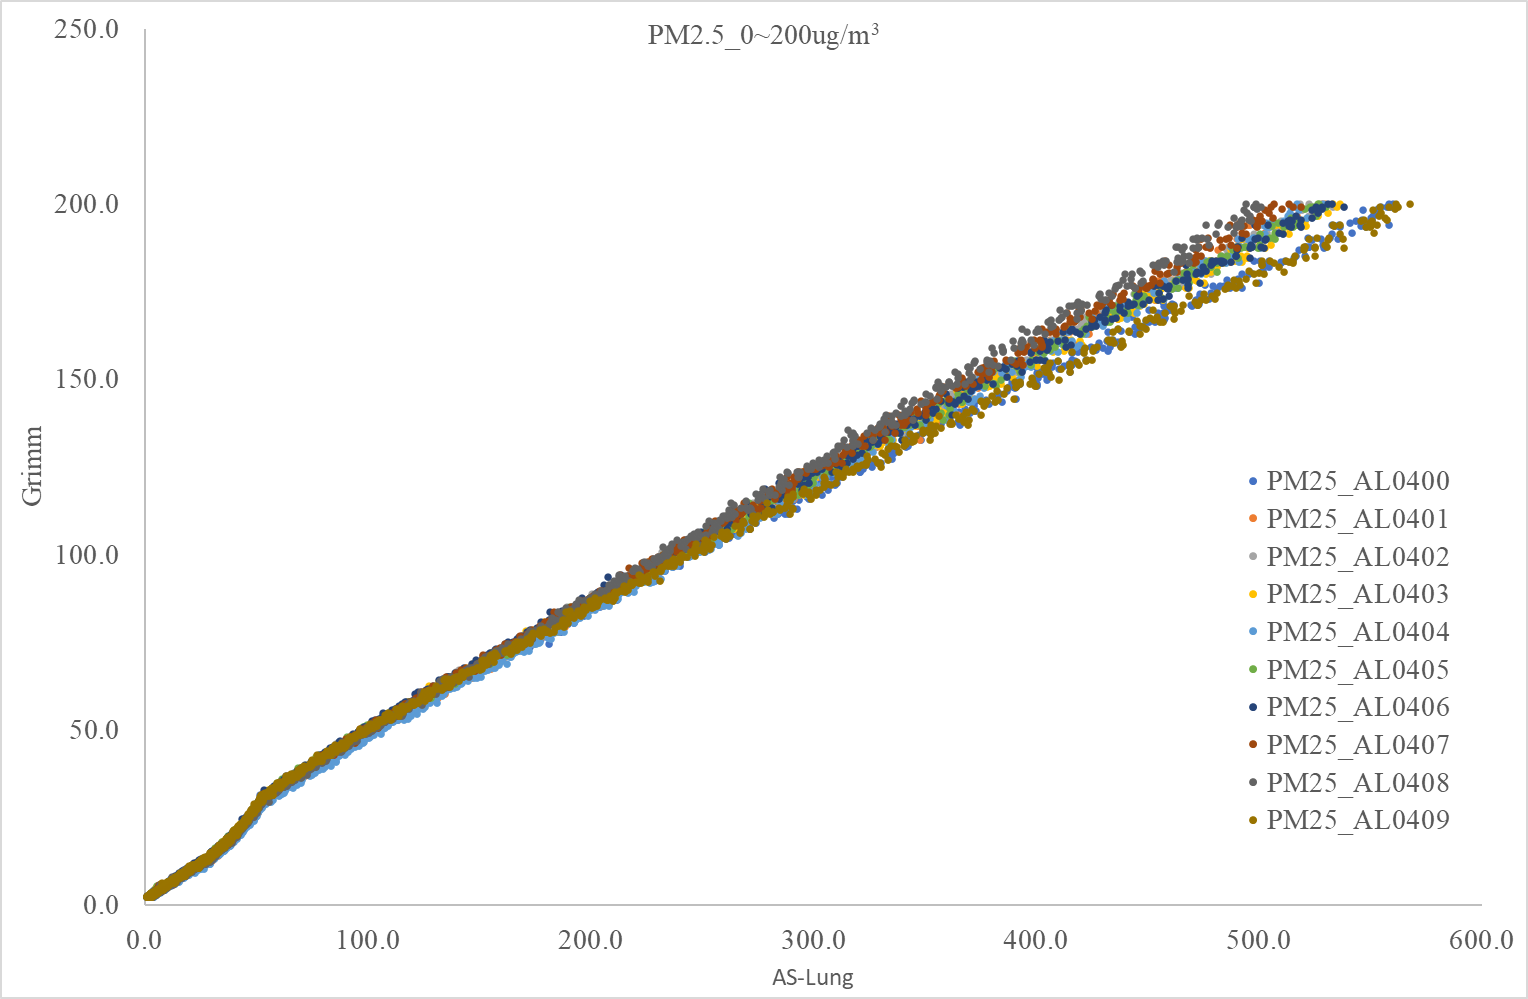 PM2.5_0~200ug/m³
250.0
200.0
150.0
100.0
50.0
0.0
Grimm
0.0 100.0 200.0 300.0 400.0 500.0 600.0
AS-Lung
PM25_AL0400
PM25_AL0401
PM25_AL0402
PM25_AL0403
PM25_AL0404
PM25_AL0405
PM25_AL0406
PM25_AL0407
PM25_AL0408
PM25_AL0409